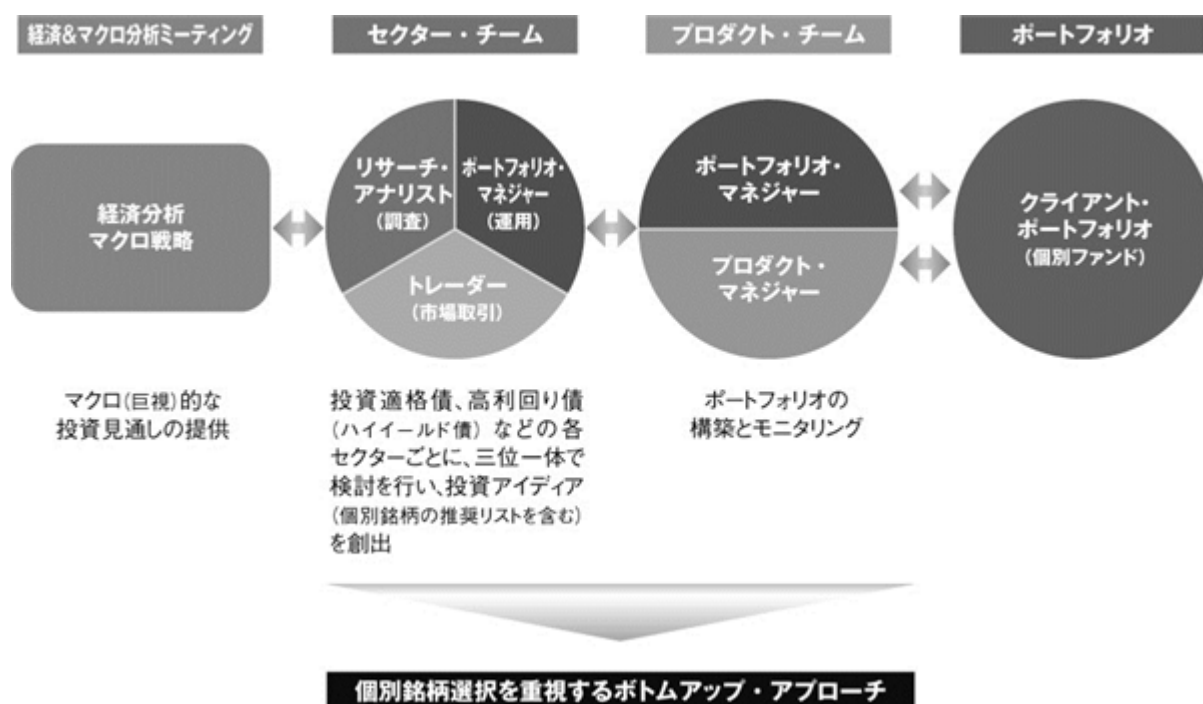 経済&マクロ分析ミーティング
セクター・チーム
プロダクト・チーム
ポートフォリオ
経済分析
マクロ戦略
リサーチ・
アナリスト
（調査）
ポートフォリオ・
マネジャー
（運用）
トレーダー
（市場取引）
ポートフォリオ・
マネジャー
プロダクト・
マネジャー
クライアント・
ポートフォリオ
（個別ファンド）
マクロ（巨視）的な
投資見通しの提供
投資適格債、高利回り債
（ハイイールド債）などの各
セクターごとに、三位一体で
検討を行い、投資アイディア
（個別銘柄の推奨リストを含む）
を創出
ポートフォリオの
構築とモニタリング
個別銘柄選択を重視するボトムアップ・アプローチ